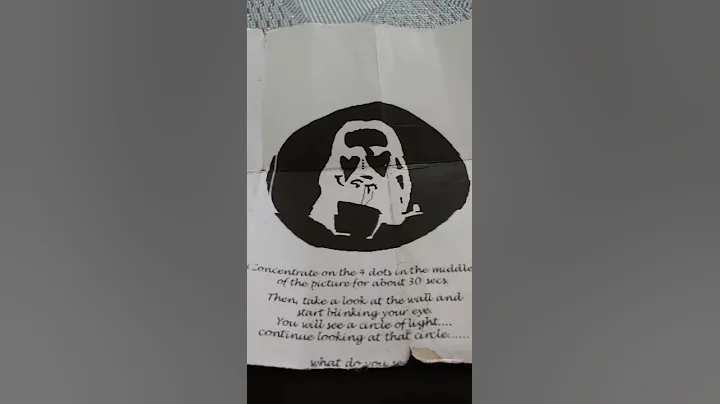 Concentrate on the 4 dots in the middle
of the picture for about 30 secs.
Then, take a look at the wall and
start blinking your eye.
You will see a circle of light....
continue looking at that circle......
what do you